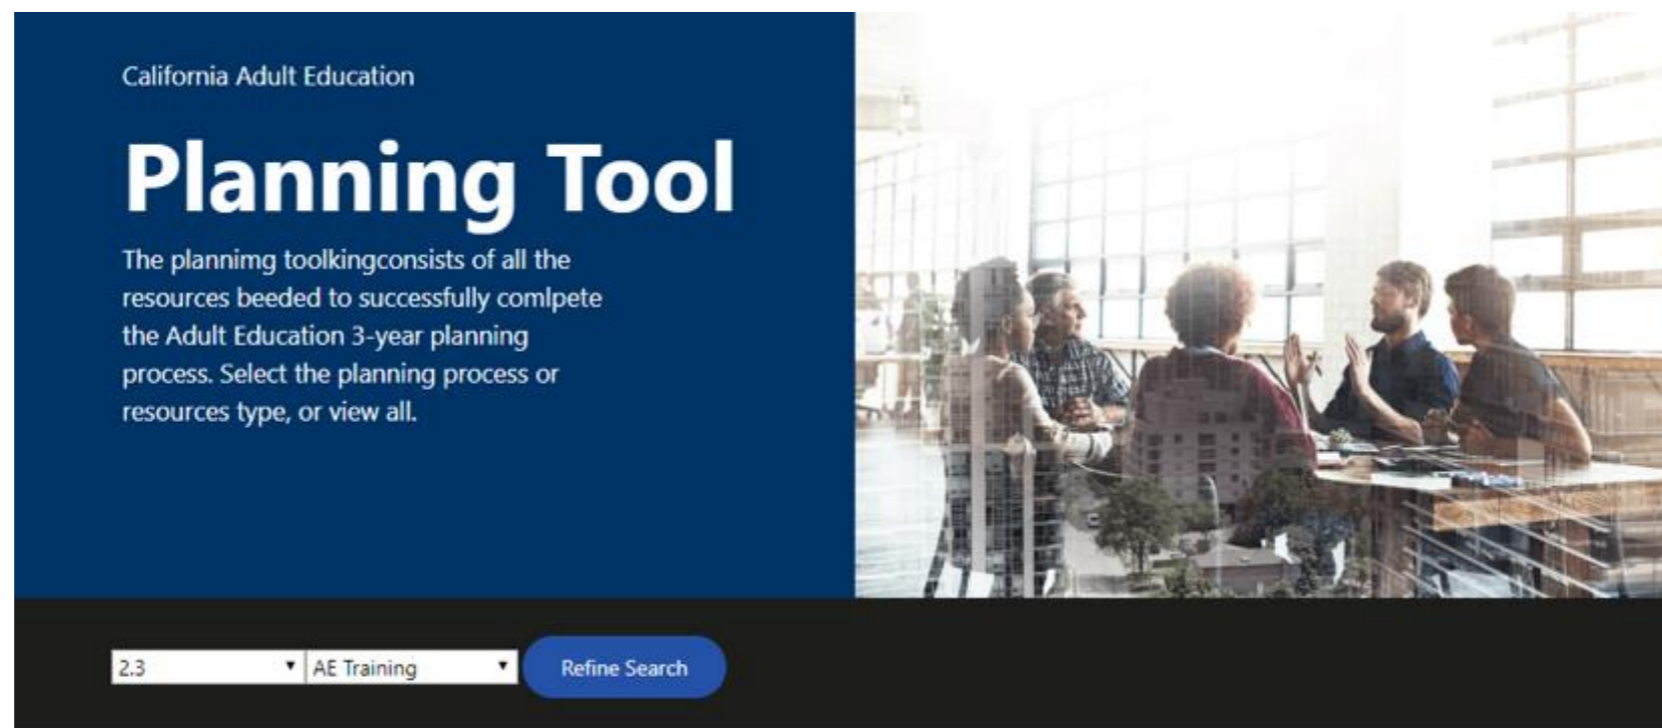 California Adult Education
Planning Tool
The plannimg toolkingconsists of all the
resources beeded to successfully comlpete
the Adult Education 3-year planning
process. Select the planning process or
resources type, or view all.
2.3 AE Training Refine Search